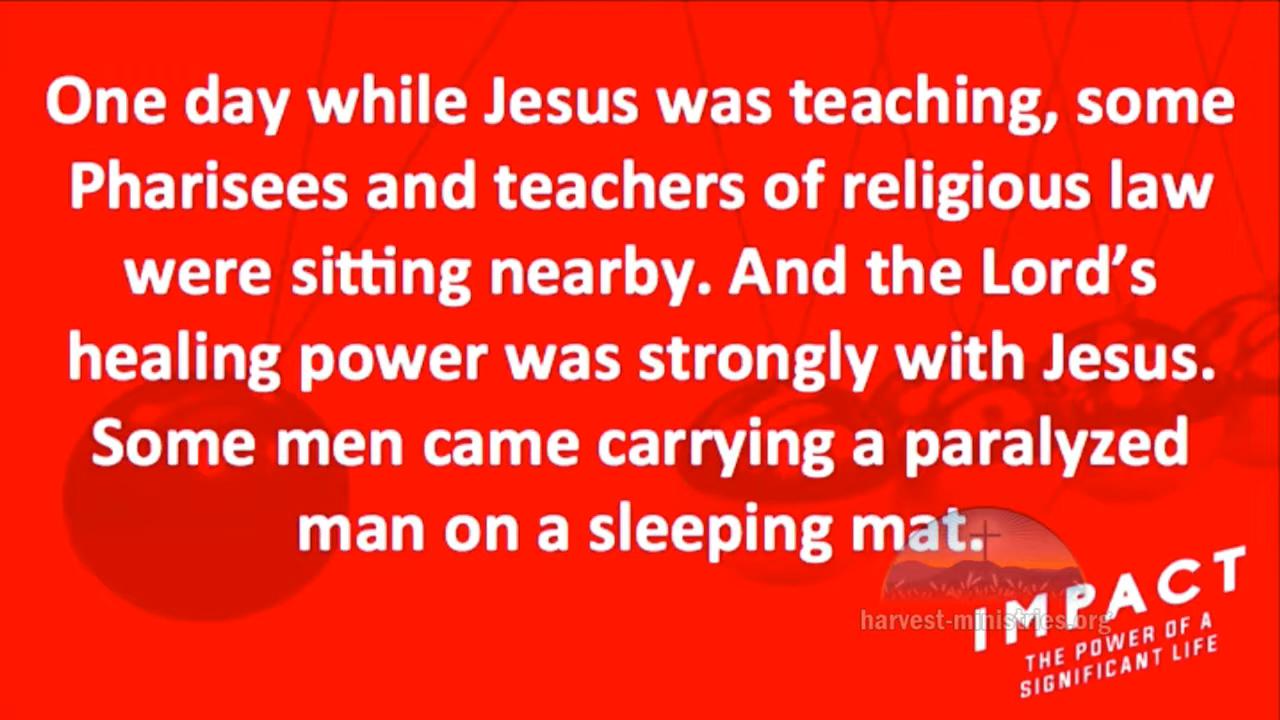 One day while Jesus was teaching, some
Pharisees and teachers of religious law
were sitting nearby. And the Lord’s
healing power was strongly with Jesus.
Some men came carrying a paralyzed
man on a sleeping mat.
harvest-ministries.org
IMPACT
THE POWER OF A
SIGNIFICANT LIFE